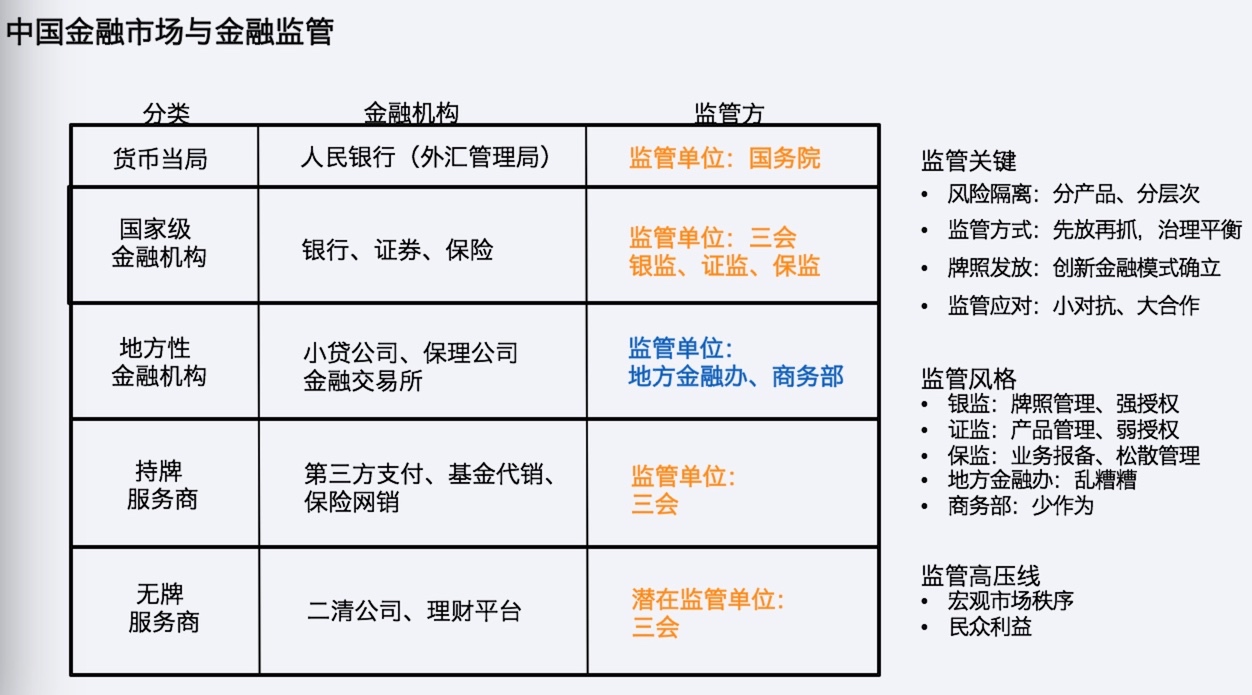 中国金融市场与金融监管
分类 金融机构 监管方
货币当局 人民银行（外汇管理局） 监管单位：国务院
国家级
金融机构
银行、证券、保险
监管单位：三会
银监、证监、保监
地方性
金融机构
小贷公司、保理公司
金融交易所
监管单位：
地方金融办、商务部
持牌
服务商
第三方支付、基金代销、
保险网销
监管单位：
三会
无牌
服务商
二清公司、理财平台
潜在监管单位：
三会
监管关键
• 风险隔离：分产品、分层次
• 监管方式：先放再抓，治理平衡
• 牌照发放：创新金融模式确立
• 监管应对：小对抗、大合作
监管风格
• 银监：牌照管理、强授权
• 证监：产品管理、弱授权
• 保监：业务报备、松散管理
• 地方金融办：乱糟糟
• 商务部：少作为
监管高压线
• 宏观市场秩序
• 民众利益